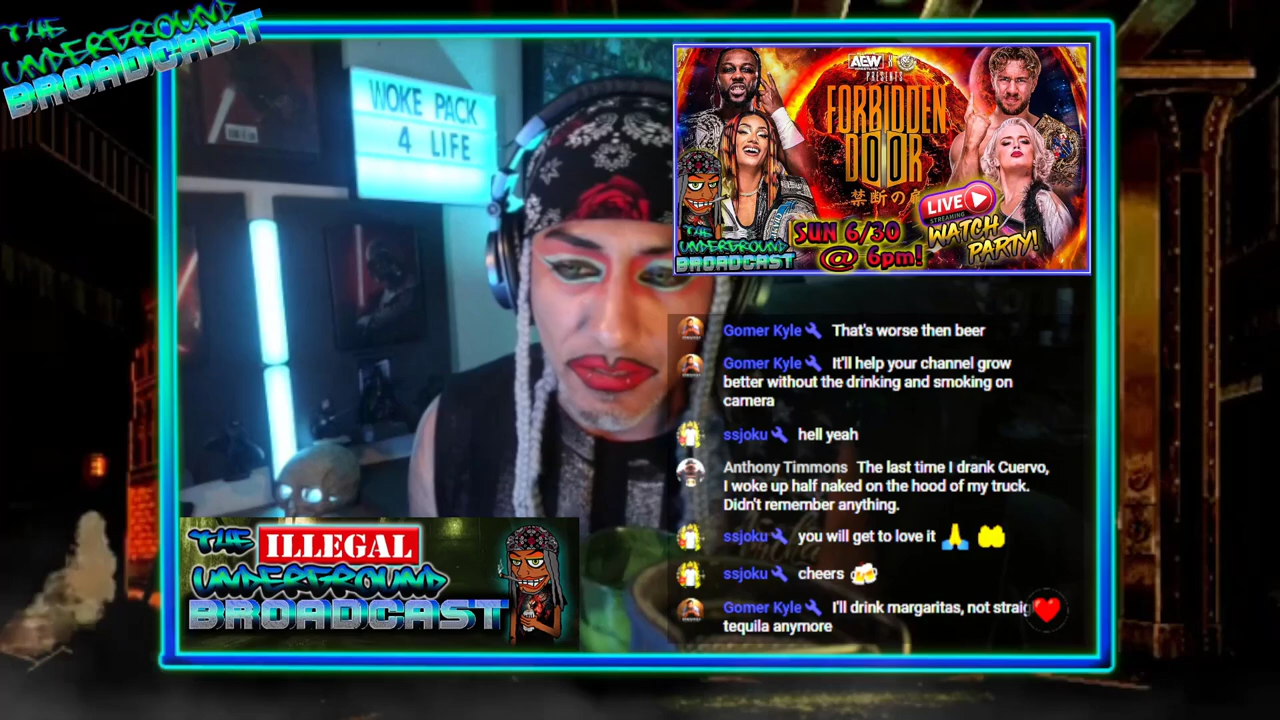 THE
UNDERGROUND
BROADCAST
WOKE PACK
4 LIFE
AEW
PRESENTS
FORBIDDEN
DOOR
禁断の
LIVE
STREAMING
WATCH
PARTY!
SUN 6/30
@ 6pm!
THE
UNDERGROUND
BROADCAST
Gomer Kyle That's worse then beer
Gomer Kyle It'll help your channel grow
better without the drinking and smoking on
camera
ssjoku hell yeah
Anthony Timmons The last time I drank Cuervo,
I woke up half naked on the hood of my truck.
Didn't remember anything.
ssjoku you will get to love it 🙏 👐
ssjoku cheers 🍻
Gomer Kyle I'll drink margaritas, not straig
tequila anymore
THE ILLEGAL
UNDERGROUND
BROADCAST